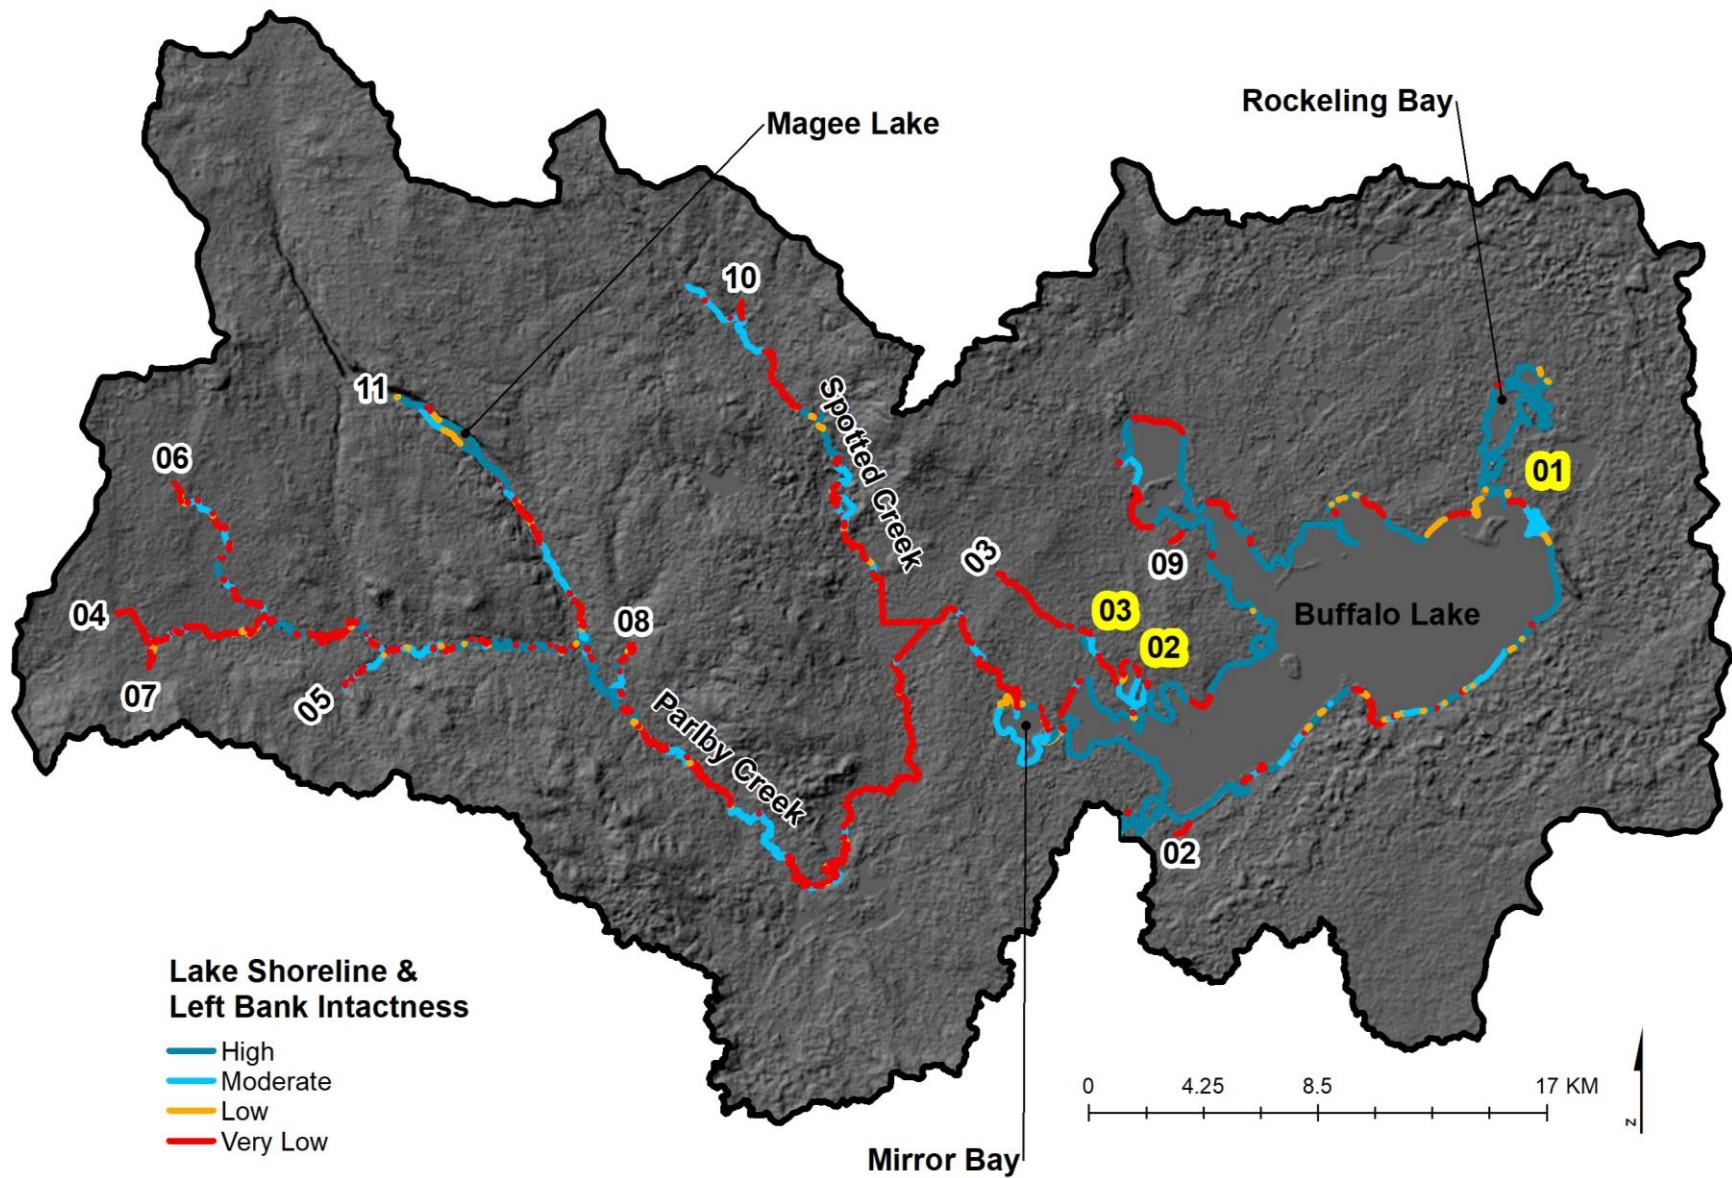 Rockeling Bay
Magee Lake
10
11
Spotted Creek
06
01
03
09
04
03
Buffalo Lake
08
02
07
05
Parlby Creek
02
Lake Shoreline &
Left Bank Intactness
High
Moderate
Low
Very Low
0 4.25 8.5 17 KM
N
Mirror Bay